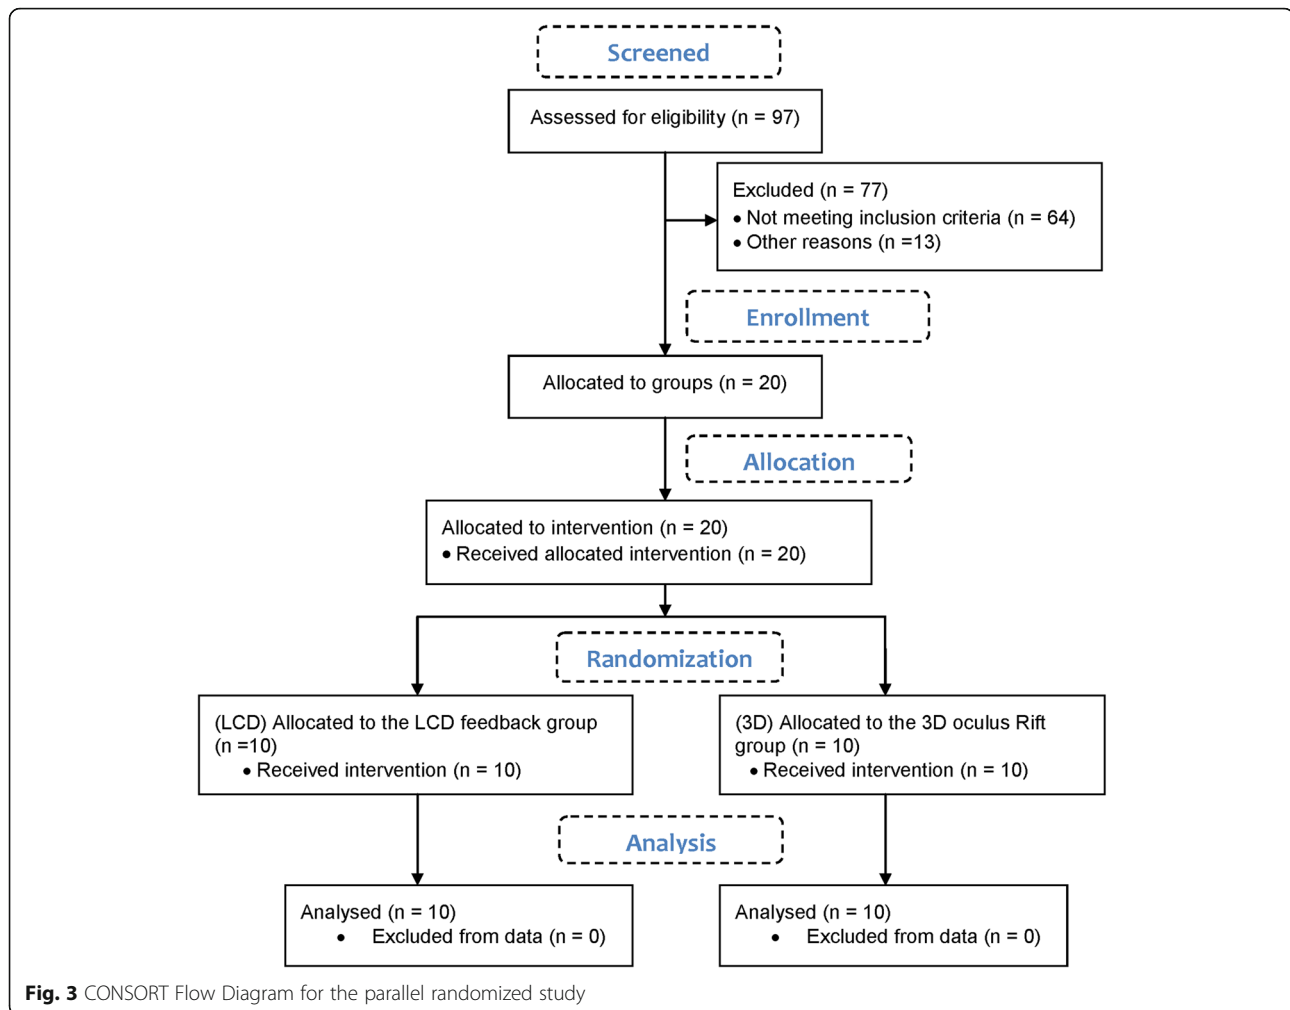 Screened
Assessed for eligibility (n = 97)
Excluded (n = 77)
• Not meeting inclusion criteria (n = 64)
• Other reasons (n =13)
Enrollment
Allocated to groups (n = 20)
Allocation
Allocated to intervention (n = 20)
• Received allocated intervention (n = 20)
Randomization
(LCD) Allocated to the LCD feedback group
(n =10)
• Received intervention (n = 10)
(3D) Allocated to the 3D oculus Rift
group (n = 10)
• Received intervention (n = 10)
Analysis
Analysed (n = 10)
• Excluded from data (n = 0)
Analysed (n = 10)
• Excluded from data (n = 0)
Fig. 3 CONSORT Flow Diagram for the parallel randomized study